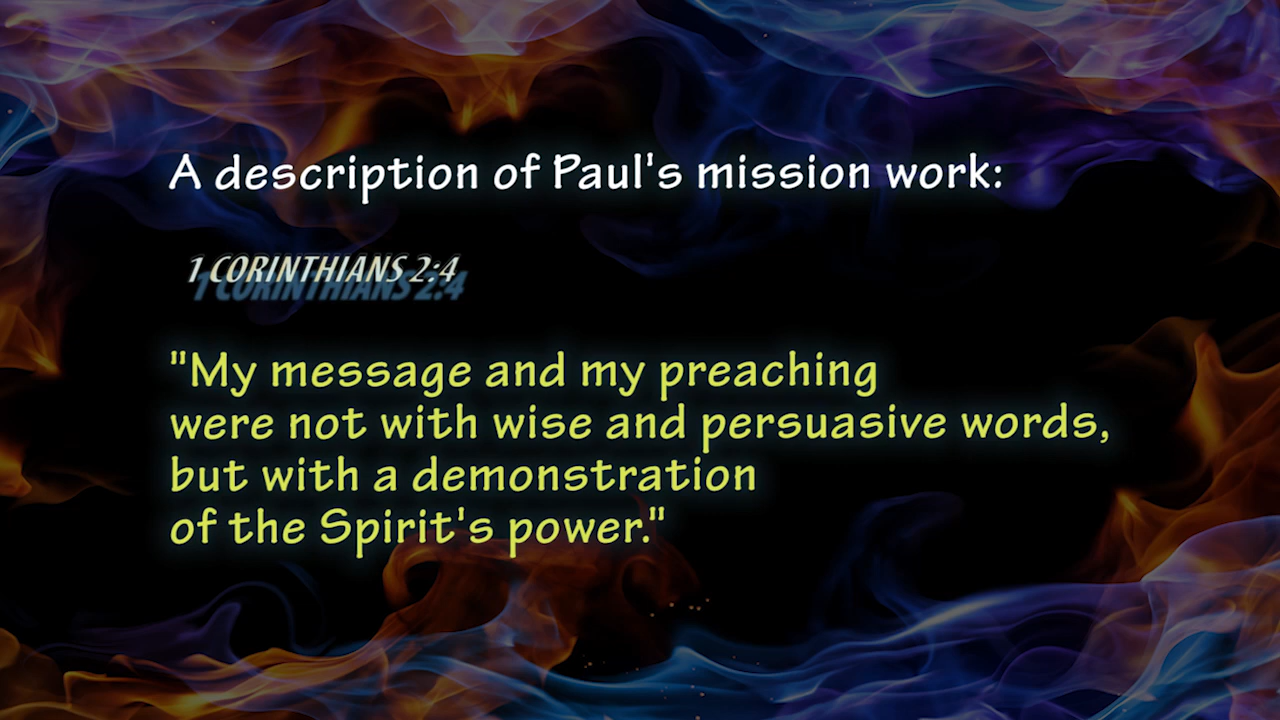 A description of Paul's mission work:
1 CORINTHIANS 2:4
"My message and my preaching
were not with wise and persuasive words,
but with a demonstration
of the Spirit's power."